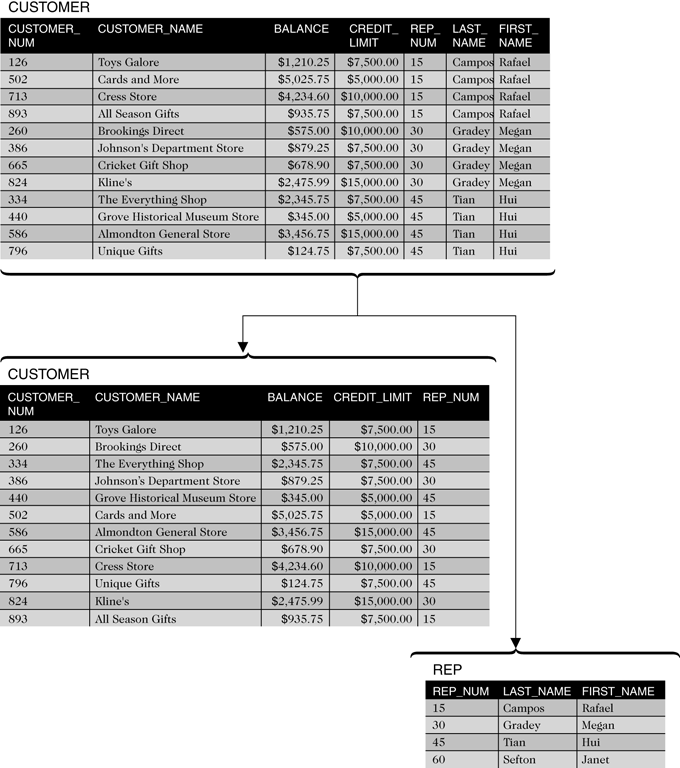 CUSTOMER
CUSTOMER_NUM CUSTOMER_NAME BALANCE CREDIT_LIMIT REP_NUM LAST_NAME FIRST_NAME
126 Toys Galore $1,210.25 $7,500.00 15 Campos Rafael
502 Cards and More $5,025.75 $5,000.00 15 Campos Rafael
713 Cress Store $4,234.60 $10,000.00 15 Campos Rafael
893 All Season Gifts $935.75 $7,500.00 15 Campos Rafael
260 Brookings Direct $575.00 $10,000.00 30 Gradey Megan
386 Johnson's Department Store $879.25 $7,500.00 30 Gradey Megan
665 Cricket Gift Shop $678.90 $7,500.00 30 Gradey Megan
824 Kline's $2,475.99 $15,000.00 30 Gradey Megan
334 The Everything Shop $2,345.75 $7,500.00 45 Tian Hui
440 Grove Historical Museum Store $345.00 $5,000.00 45 Tian Hui
586 Almondton General Store $3,456.75 $15,000.00 45 Tian Hui
796 Unique Gifts $124.75 $7,500.00 45 Tian Hui
CUSTOMER
CUSTOMER_NUM CUSTOMER_NAME BALANCE CREDIT_LIMIT REP_NUM
126 Toys Galore $1,210.25 $7,500.00 15
260 Brookings Direct $575.00 $10,000.00 30
334 The Everything Shop $2,345.75 $7,500.00 45
386 Johnson's Department Store $879.25 $7,500.00 30
440 Grove Historical Museum Store $345.00 $5,000.00 45
502 Cards and More $5,025.75 $5,000.00 15
586 Almondton General Store $3,456.75 $15,000.00 45
665 Cricket Gift Shop $678.90 $7,500.00 30
713 Cress Store $4,234.60 $10,000.00 15
796 Unique Gifts $124.75 $7,500.00 45
824 Kline's $2,475.99 $15,000.00 30
893 All Season Gifts $935.75 $7,500.00 15
REP
REP_NUM LAST_NAME FIRST_NAME
15 Campos Rafael
30 Gradey Megan
45 Tian Hui
60 Sefton Janet